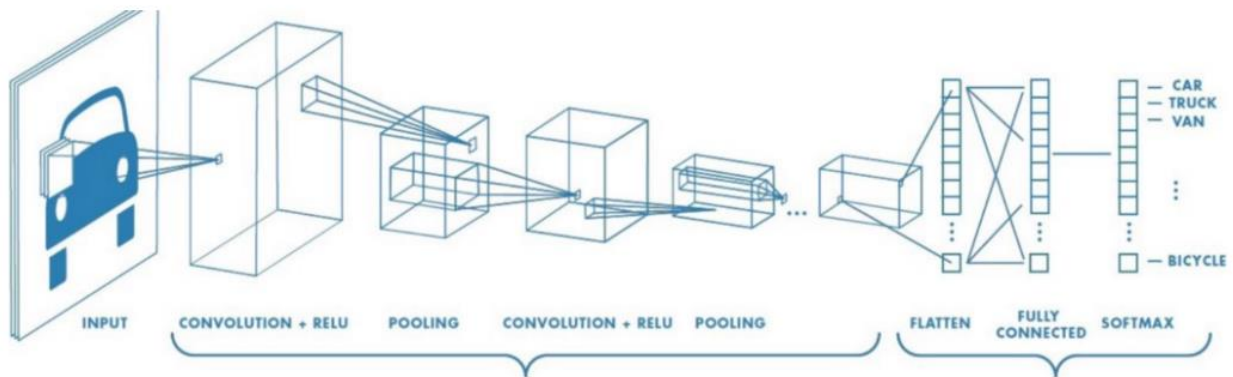 CAR
TRUCK
VAN
BICYCLE
INPUT
CONVOLUTION + RELU
POOLING
CONVOLUTION + RELU
POOLING
FLATTEN
FULLY
CONNECTED
SOFTMAX